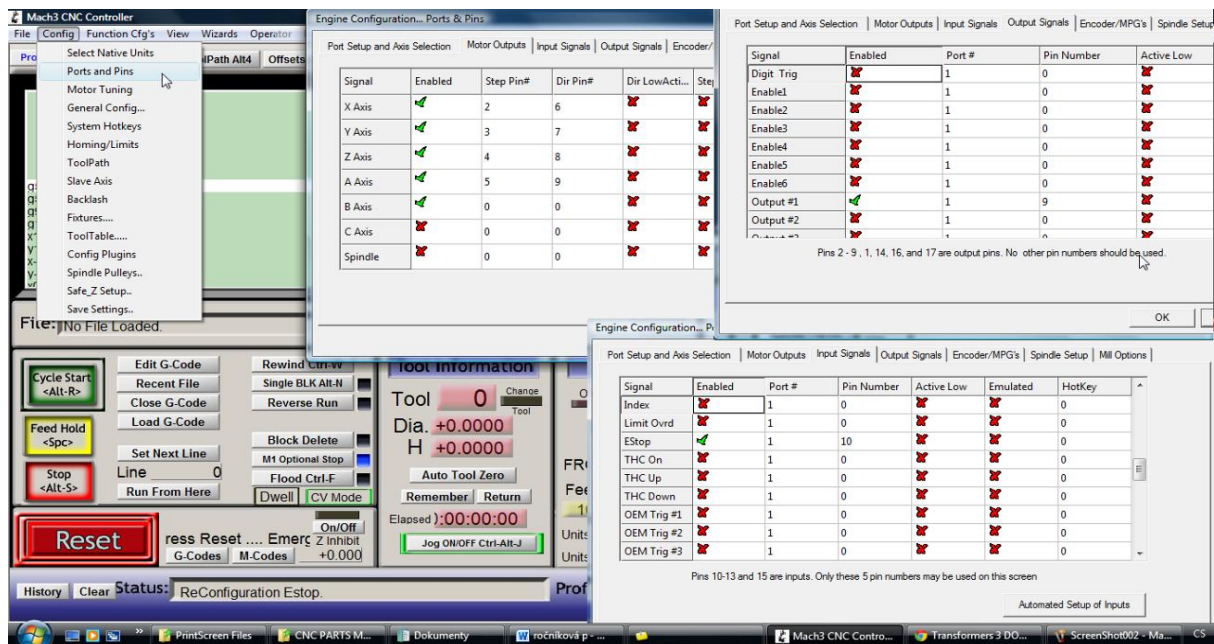 Mach3 CNC Controller
File Config Function Cfg's View Wizards Operator
Select Native Units
Ports and Pins
Motor Tuning
General Config...
System Hotkeys
Homing/Limits
ToolPath
Slave Axis
Backlash
Fixtures....
ToolTable.....
Config Plugins
Spindle Pulleys..
Safe_Z Setup..
Save Settings..
lPath Alt4 Offsets
File: No File Loaded.
Cycle Start
<Alt-R>
Feed Hold
<Spc>
Stop
<Alt-S>
Edit G-Code
Recent File
Close G-Code
Load G-Code
Set Next Line
Line 0
Run From Here
Rewind Ctrl-W
Single BLK Alt-N
Reverse Run
Block Delete
M1 Optional Stop
Flood Ctrl-F
Dwell CV Mode
Reset
ress Reset .... Emerg
On/Off
Z Inhibit
+0.000
G-Codes M-Codes
Tool Information
Tool 0 Change
Tool
Dia. +0.0000
H +0.0000
Auto Tool Zero
Remember Return
Elapsed ):00:00:00
Jog ON/OFF Ctrl-Alt-J
Units
Units
History Clear Status: ReConfiguration Estop.
Prof
Engine Configuration... Ports & Pins
Port Setup and Axis Selection Motor Outputs Input Signals Output Signals Encoder/
Signal Enabled Step Pin# Dir Pin# Dir LowActi... Step
X Axis 2 6
Y Axis 3 7
Z Axis 4 8
A Axis 5 9
B Axis 0 0
C Axis 0 0
Spindle 0 0
Port Setup and Axis Selection Motor Outputs Input Signals Output Signals Encoder/MPG's Spindle Setup
Signal Enabled Port # Pin Number Active Low
Digit Trig 1 0
Enable1 1 0
Enable2 1 0
Enable3 1 0
Enable4 1 0
Enable5 1 0
Enable6 1 0
Output #1 1 9
Output #2 1 0
Output #3 1 0
Pins 2 - 9 , 1, 14, 16, and 17 are output pins. No other pin numbers should be used.
OK
Engine Configuration... P
Port Setup and Axis Selection Motor Outputs Input Signals Output Signals Encoder/MPG's Spindle Setup Mill Options
Signal Enabled Port # Pin Number Active Low Emulated HotKey
Index 1 0 0
Limit Ovrd 1 0 0
EStop 1 10 0
THC On 1 0 0
THC Up 1 0 0
THC Down 1 0 0
OEM Trig #1 1 0 0
OEM Trig #2 1 0 0
OEM Trig #3 1 0 0
Pins 10-13 and 15 are inputs. Only these 5 pin numbers may be used on this screen
Automated Setup of Inputs
PrintScreen Files CNC PARTS M... Dokumenty ročníková p - ... Mach3 CNC Contro... Transformers 3 DO... ScreenShot002 - Ma... CS